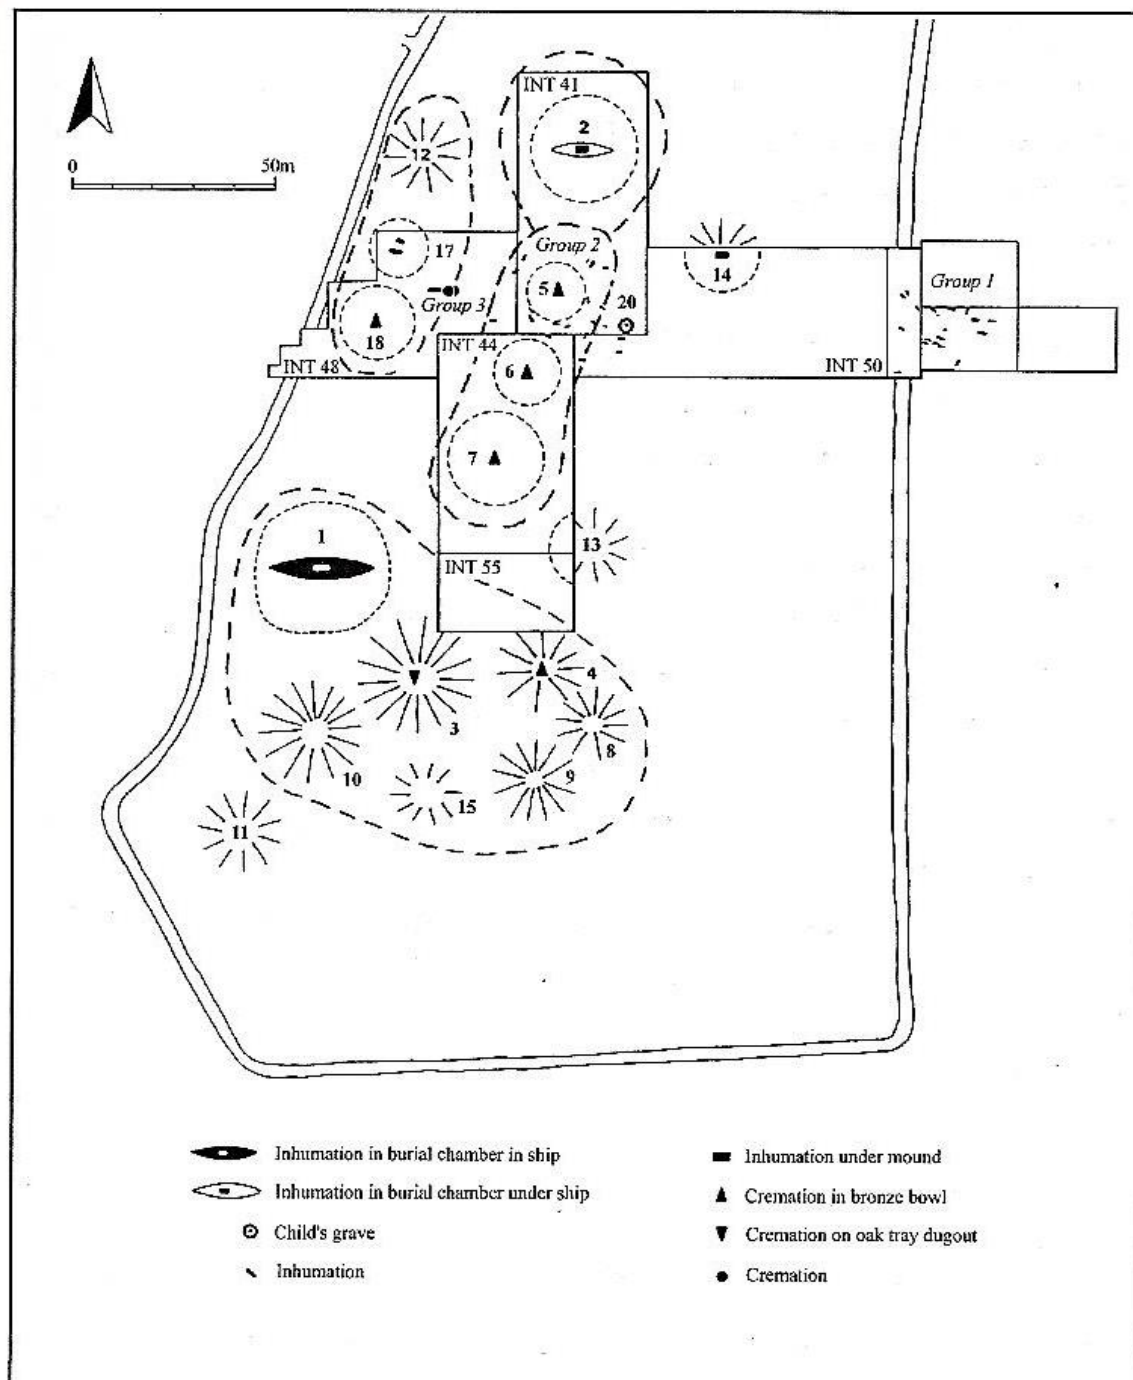 INT 41
2
12
0 50m
17
Group 2
14
Group 1
5
20
Group 3
18
INT 44
INT 48
6
INT 50
7
1
13
INT 55
4
3
8
10
9
15
11
Inhumation in burial chamber in ship
Inhumation in burial chamber under ship
Child's grave
Inhumation
Inhumation under mound
Cremation in bronze bowl
Cremation on oak tray dugout
Cremation